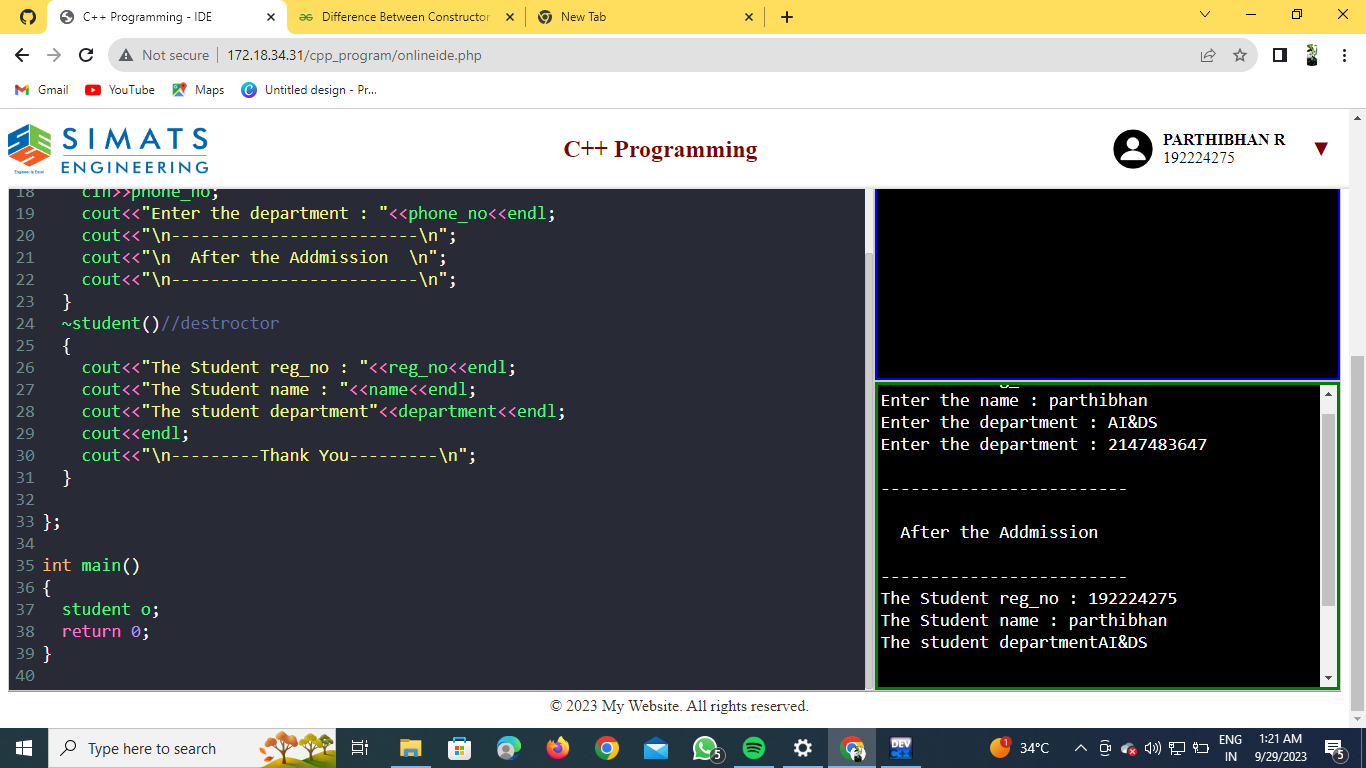 C++ Programming - IDE
Difference Between Constructor
New Tab
Not secure
172.18.34.31/cpp_program/onlineide.php
Gmail
YouTube
Maps
Untitled design - Pr...
SIMATS
ENGINEERING
Engineer to Excel
C++ Programming
PARTHIBHAN R
192224275
18 cin>>phone_no;
19 cout<<"Enter the department : "<<phone_no<<endl;
20 cout<<"\n-------------------------\n";
21 cout<<"\n  After the Addmission  \n";
22 cout<<"\n-------------------------\n";
23 }
24 ~student()//destroctor
25 {
26 cout<<"The Student reg_no : "<<reg_no<<endl;
27 cout<<"The Student name : "<<name<<endl;
28 cout<<"The student department"<<department<<endl;
29 cout<<endl;
30 cout<<"\n---------Thank You---------\n";
31 }
32
33 };
34
35 int main()
36 {
37 student o;
38 return 0;
39 }
40
Enter the name : parthibhan
Enter the department : AI&DS
Enter the department : 2147483647
-------------------------
After the Addmission
-------------------------
The Student reg_no : 192224275
The Student name : parthibhan
The student departmentAI&DS
© 2023 My Website. All rights reserved.
Type here to search
5
DEV
1
34°C
ENG
IN
1:21 AM
9/29/2023
5